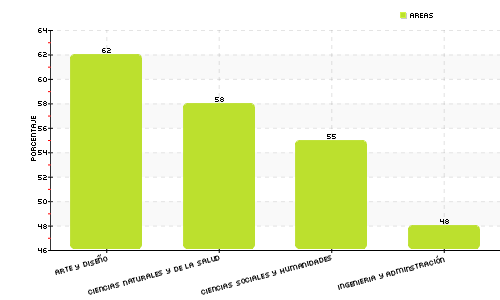 AREAS
64
62
60
58
56
54
52
50
48
46
PORCENTAJE
62
58
55
48
ARTE Y DISEÑO
CIENCIAS NATURALES Y DE LA SALUD
CIENCIAS SOCIALES Y HUMANIDADES
INGENIERIA Y ADMINSTRACIÓN